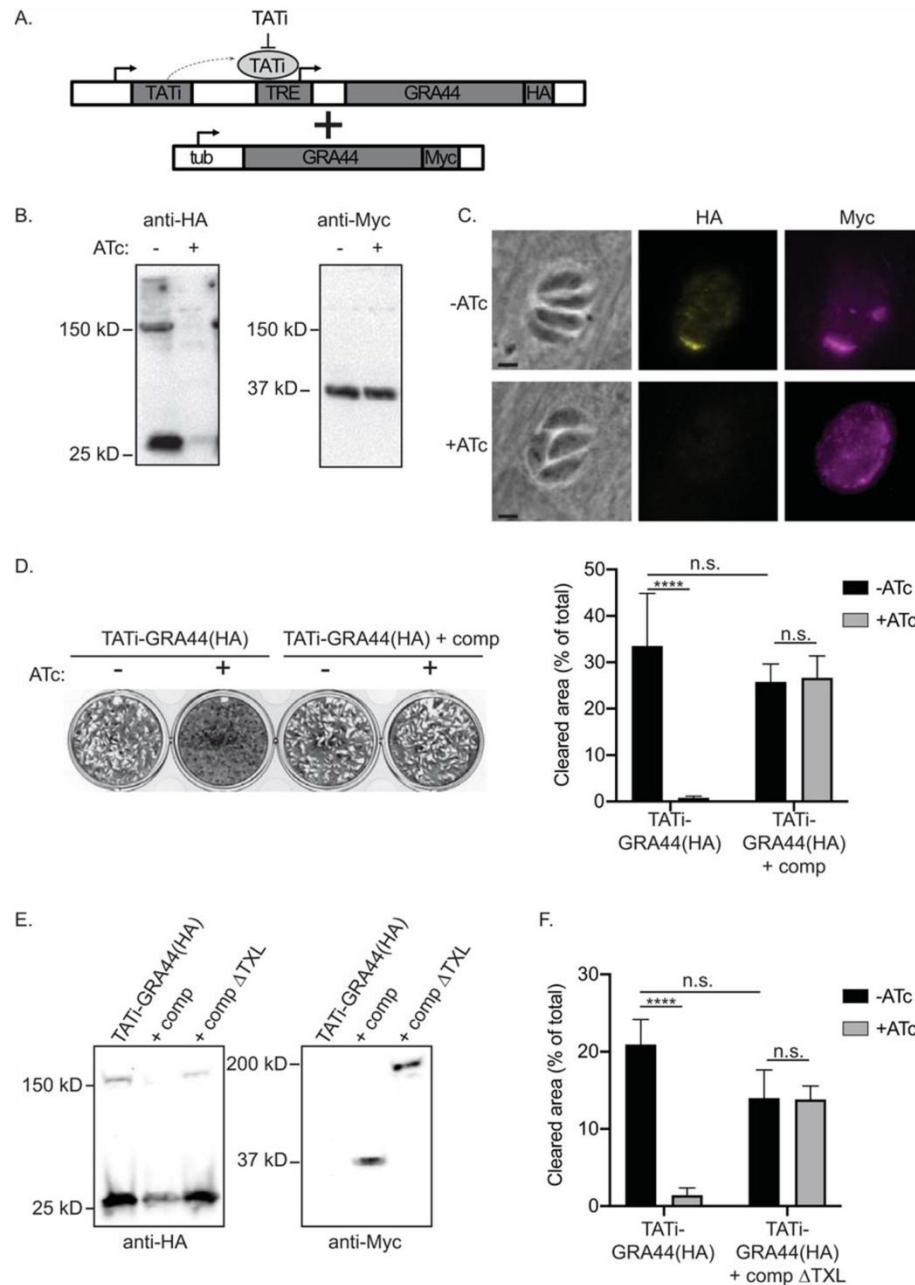 A.
TATi
TATi
TATi TRE GRA44 HA
+
tub GRA44 Myc
B.
anti-HA anti-Myc
ATc: - + - +
150 kD 150 kD
37 kD
25 kD
C.
HA Myc
-ATc
+ATc
D.
TATi-GRA44(HA) TATi-GRA44(HA) + comp
ATc: - + - +
Cleared area (% of total)
50
40
30
20
10
0
n.s.
**** n.s.
-ATc
+ATc
TATi-
GRA44(HA)
TATi-
GRA44(HA)
+ comp
E.
TATi-GRA44(HA)
+ comp
+ comp ΔTXL
TATi-GRA44(HA)
+ comp
+ comp ΔTXL
150 kD 200 kD
37 kD
25 kD
anti-HA anti-Myc
F.
Cleared area (% of total)
30
20
10
0
n.s.
**** n.s.
-ATc
+ATc
TATi-
GRA44(HA)
TATi-
GRA44(HA)
+ comp ΔTXL